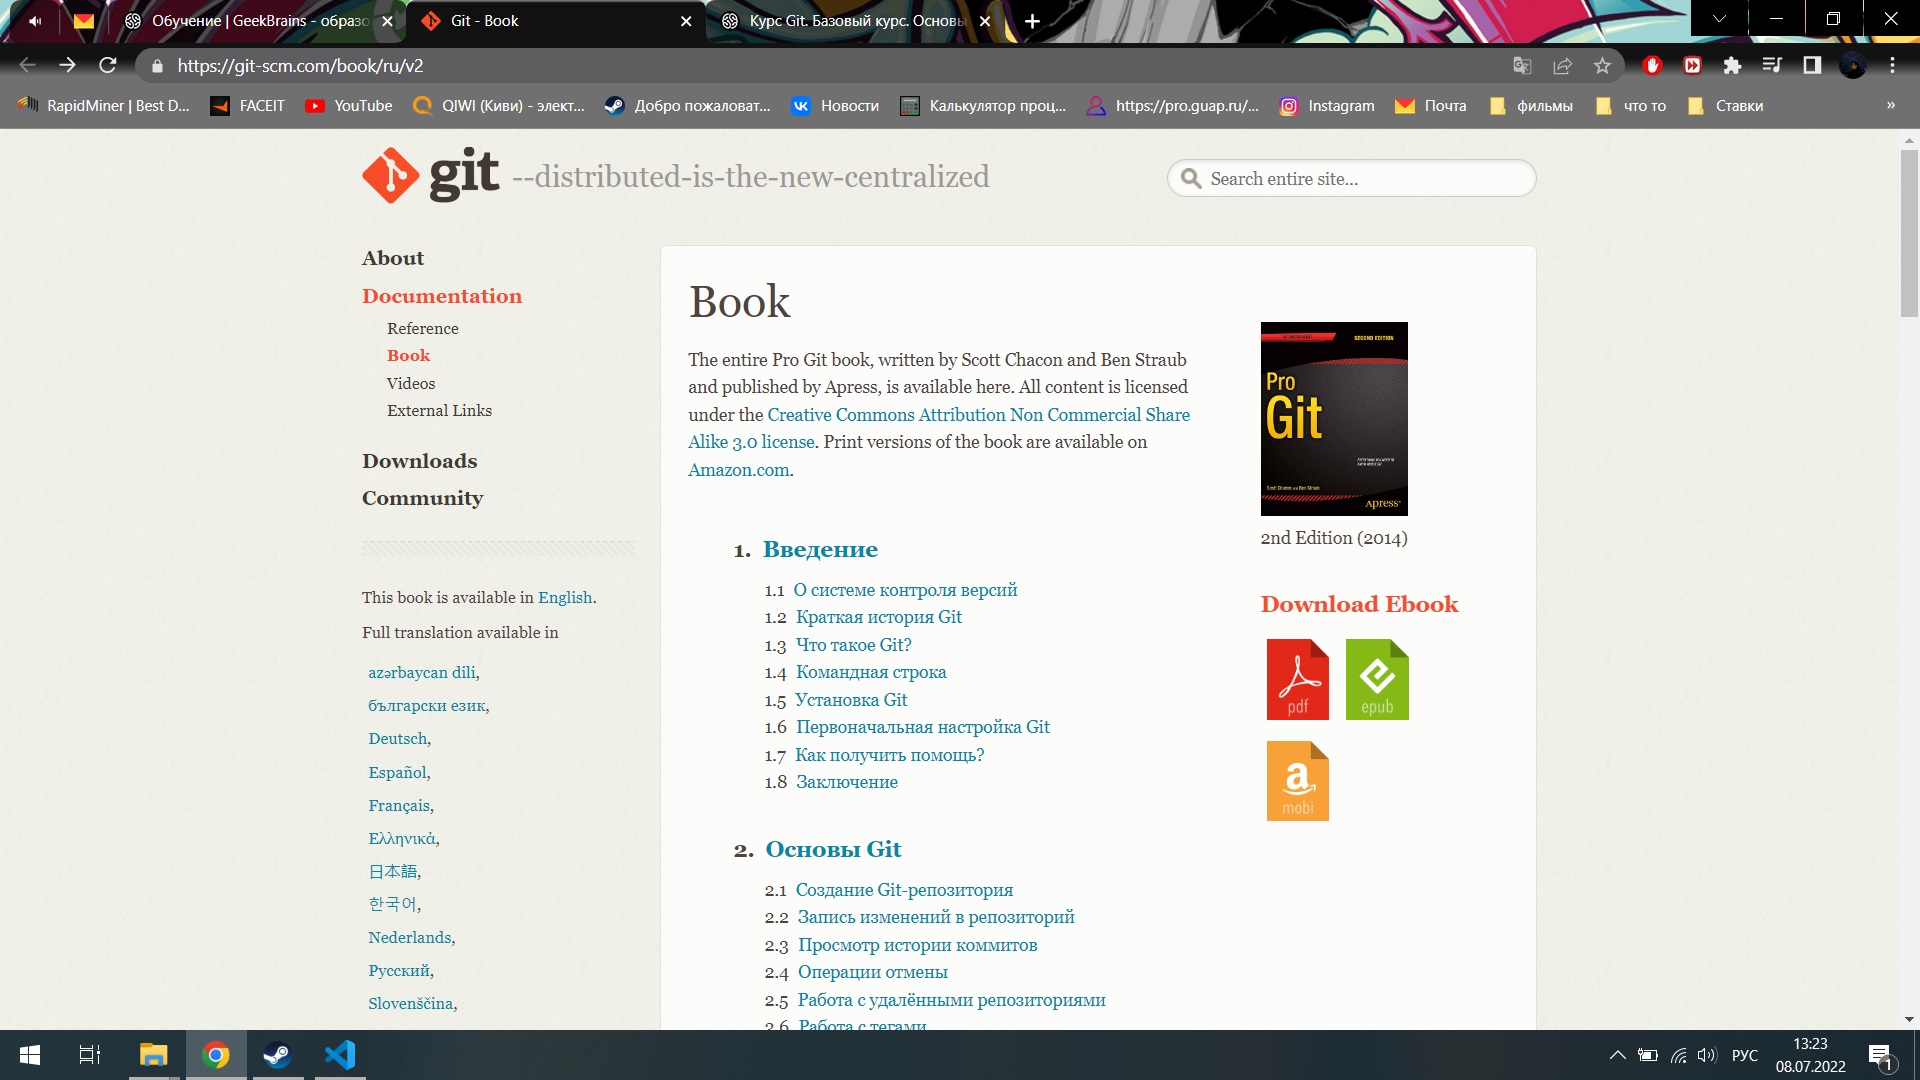 Обучение | GeekBrains - образо
Git - Book
Курс Git. Базовый курс. Основы
https://git-scm.com/book/ru/v2
RapidMiner | Best D...
FACEIT
YouTube
QIWI (Киви) - элект...
Добро пожаловат...
Новости
Калькулятор проц...
https://pro.guap.ru/...
Instagram
Почта
фильмы
что то
Ставки
»
git --distributed-is-the-new-centralized
Search entire site...
About
Documentation
Reference
Book
Videos
External Links
Downloads
Community
This book is available in English.
Full translation available in
azərbaycan dili,
български език,
Deutsch,
Español,
Français,
Ελληνικά,
日本語,
한국어,
Nederlands,
Русский,
Slovenščina,
Book
The entire Pro Git book, written by Scott Chacon and Ben Straub
and published by Apress, is available here. All content is licensed
under the Creative Commons Attribution Non Commercial Share
Alike 3.0 license. Print versions of the book are available on
Amazon.com.
1. Введение
1.1 О системе контроля версий
1.2 Краткая история Git
1.3 Что такое Git?
1.4 Командная строка
1.5 Установка Git
1.6 Первоначальная настройка Git
1.7 Как получить помощь?
1.8 Заключение
2. Основы Git
2.1 Создание Git-репозитория
2.2 Запись изменений в репозиторий
2.3 Просмотр истории коммитов
2.4 Операции отмены
2.5 Работа с удалёнными репозиториями
2.6 Работа с тегами
SECOND EDITION
Pro
Git
Scott Chacon and Ben Straub
Apress®
2nd Edition (2014)
Download Ebook
pdf
epub
mobi
РУС
13:23
08.07.2022
1